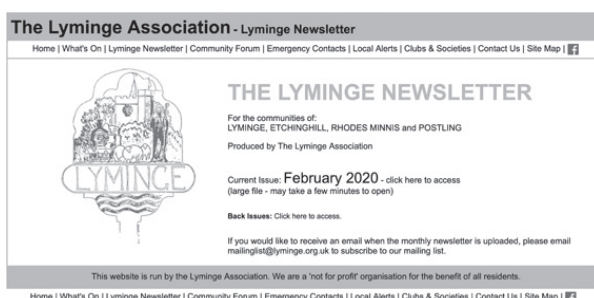 The Lyminge Association - Lyminge Newsletter
Home | What's On | Lyminge Newsletter | Community Forum | Emergency Contacts | Local Alerts | Clubs & Societies | Contact Us | Site Map |
THE LYMINGE NEWSLETTER
For the communities of:
LYMINGE, ETCHINGHILL, RHODES MINNIS and POSTLING
Produced by The Lyminge Association
LYMINGE
Current Issue: February 2020 - click here to access
(large file - may take a few minutes to open)
Back Issues: Click here to access.
If you would like to receive an email when the monthly newsletter is uploaded, please email
mailinglist@lyminge.org.uk to subscribe to our mailing list.
This website is run by the Lyminge Association. We are a 'not for profit' organisation for the benefit of all residents.
Home | What's On | Lyminge Newsletter | Community Forum | Emergency Contacts | Local Alerts | Clubs & Societies | Contact Us | Site Map |